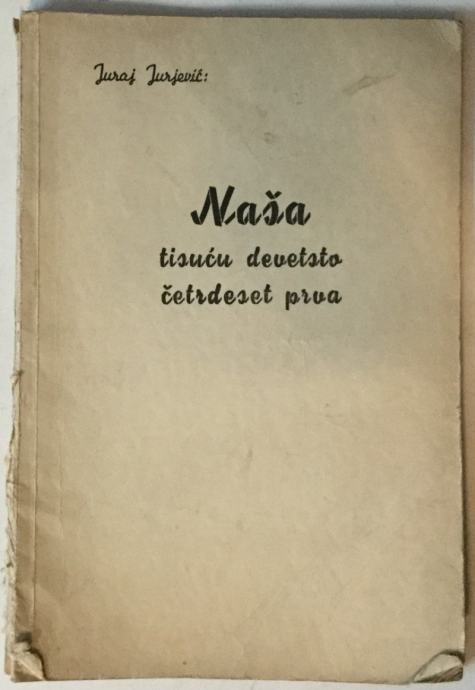 Juraj Jurjević:
Naša
tisuću devetsto
četrdeset prva